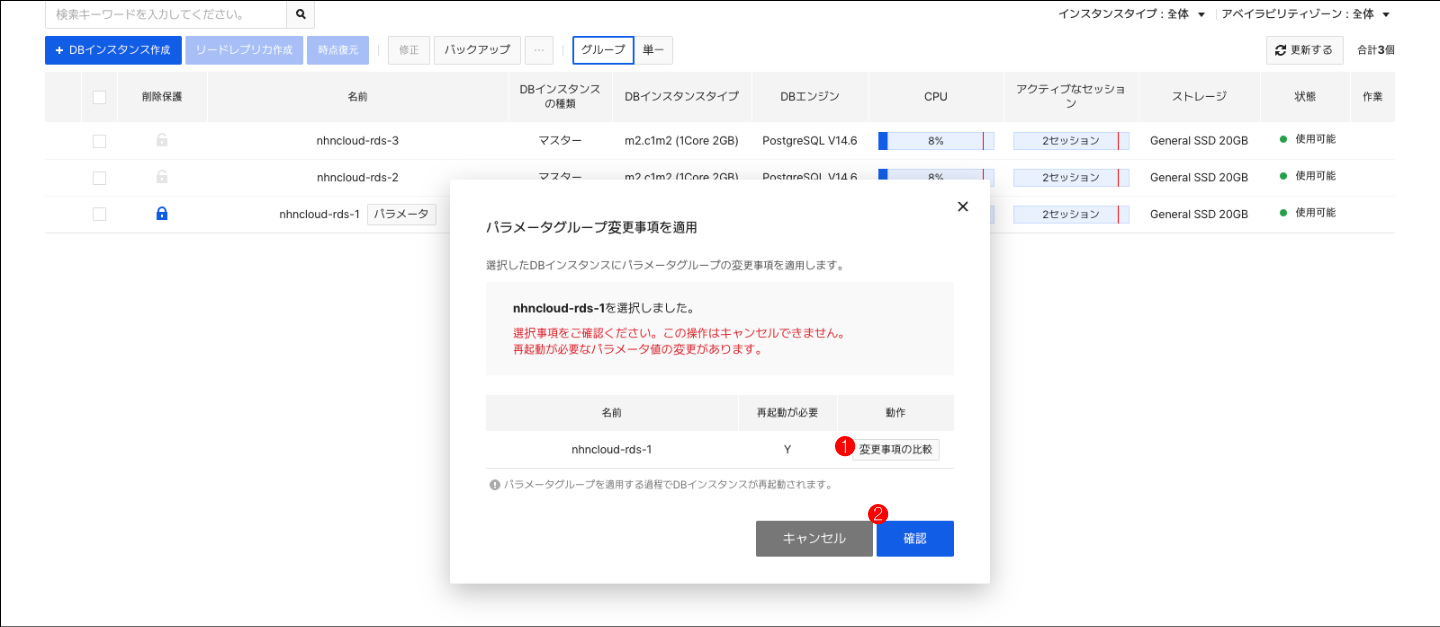 検索キーワードを入力してください。
インスタンスタイプ : 全体 ▼ アベイラビリティゾーン : 全体 ▼
+ DBインスタンス作成 リードレプリカ作成 時点復元 修正 バックアップ ... グループ 単一 更新する 合計3個
削除保護 名前 DBインスタンスの種類 DBインスタンスタイプ DBエンジン CPU アクティブなセッション ストレージ 状態 作業
nhncloud-rds-3 マスター m2.c1m2 (1Core 2GB) PostgreSQL V14.6 8% 2セッション General SSD 20GB 使用可能
nhncloud-rds-2 マスター m2.c1m2 (1Core 2GB) PostgreSQL V14.6 8% 2セッション General SSD 20GB 使用可能
nhncloud-rds-1 パラメータ 2セッション General SSD 20GB 使用可能
パラメータグループ変更事項を適用
選択したDBインスタンスにパラメータグループの変更事項を適用します。
nhncloud-rds-1を選択しました。
選択事項をご確認ください。この操作はキャンセルできません。
再起動が必要なパラメータ値の変更があります。
名前 再起動が必要 動作
nhncloud-rds-1 Y 1 変更事項の比較
パラメータグループを適用する過程でDBインスタンスが再起動されます。
2
キャンセル 確認